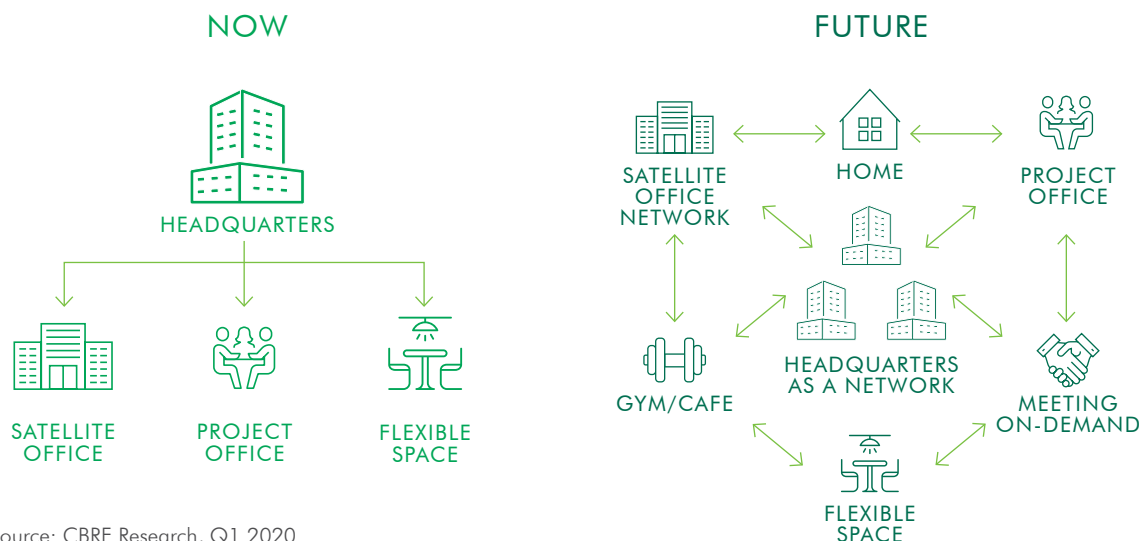 NOW
HEADQUARTERS
SATELLITE
OFFICE
PROJECT
OFFICE
FLEXIBLE
SPACE
FUTURE
SATELLITE
OFFICE
NETWORK
HOME
PROJECT
OFFICE
HEADQUARTERS
AS A NETWORK
GYM/CAFE
MEETING
ON-DEMAND
FLEXIBLE
SPACE
ource: CBRE Research, Q1 2020